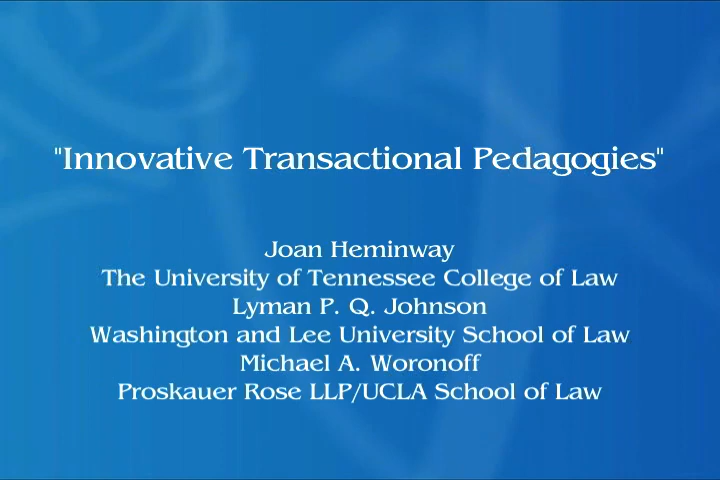 "Innovative Transactional Pedagogies"
Joan Heminway
The University of Tennessee College of Law
Lyman P. Q. Johnson
Washington and Lee University School of Law
Michael A. Woronoff
Proskauer Rose LLP/UCLA School of Law